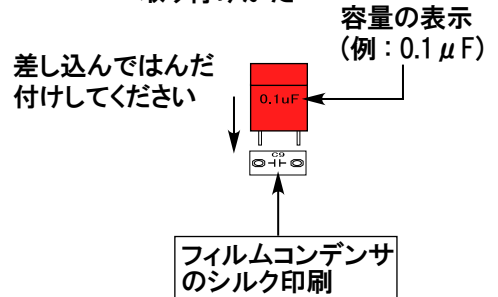 容量の表示
(例：0.1μF)
差し込んではんだ
付けしてください
0.1uF
C9
フィルムコンデンサ
のシルク印刷